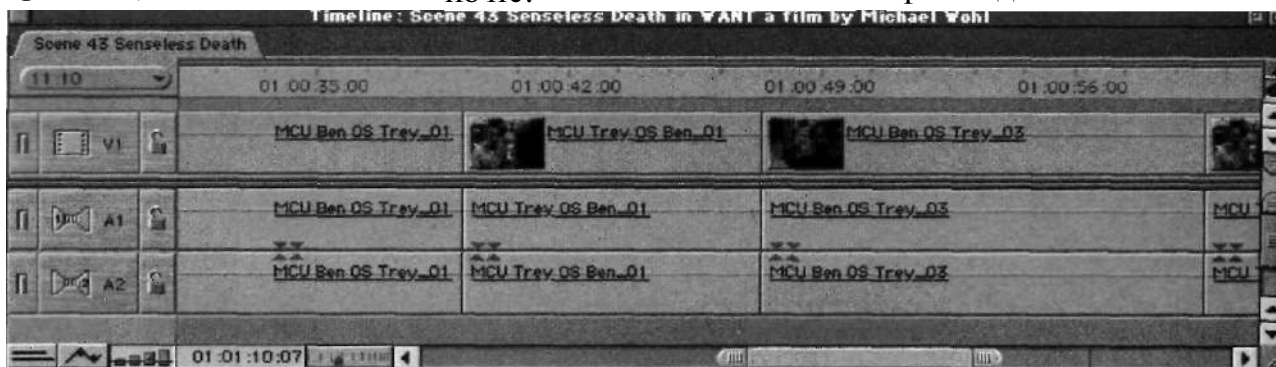 Timeline: Scene 43 Senseless Death in WANT a film by Michael Wohl
Scene 43 Senseless Death
11:10 01:00:35:00 01:00:42:00 01:00:49:00 01:00:56:00
V1 MCU Ben OS Trey_01 MCU Trey OS Ben_01 MCU Ben OS Trey_03
A1 MCU Ben OS Trey_01 MCU Trey OS Ben_01 MCU Ben OS Trey_03 MCU
A2 MCU Ben OS Trey_01 MCU Trey OS Ben_01 MCU Ben OS Trey_03 MCU
01:01:10:07